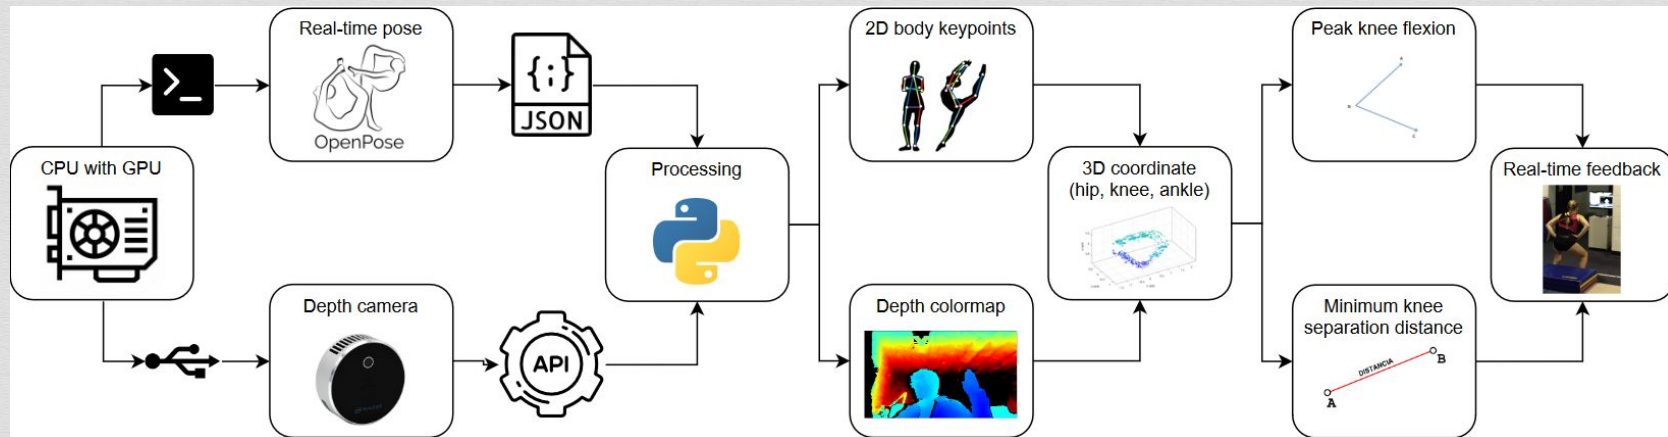 Real-time pose
OpenPose
{;}
JSON
2D body keypoints
Peak knee flexion
A
B
C
CPU with GPU
>_
Processing
3D coordinate
(hip, knee, ankle)
Real-time feedback
Depth camera
API
Depth colormap
Minimum knee
separation distance
DISTANCIA
A
B